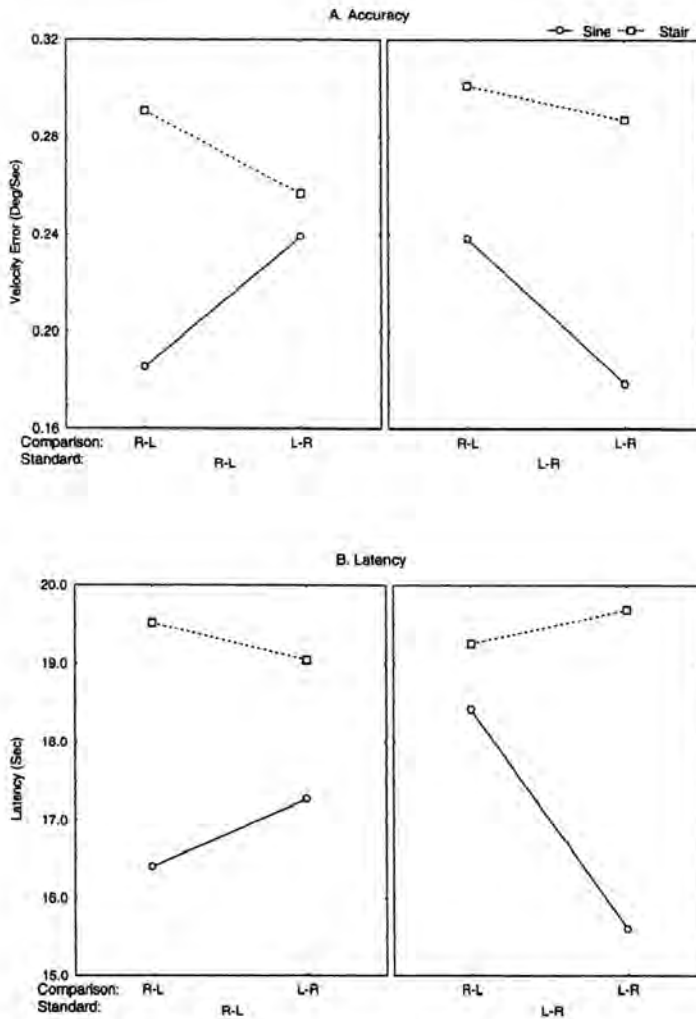 A. Accuracy
Sine Stair
0.32
0.28
0.24
0.20
0.16
Velocity Error (Deg/Sec)
Comparison: R-L L-R R-L L-R
Standard: R-L L-R
B. Latency
20.0
19.0
18.0
17.0
16.0
15.0
Latency (Sec)
Comparison: R-L L-R R-L L-R
Standard: R-L L-R